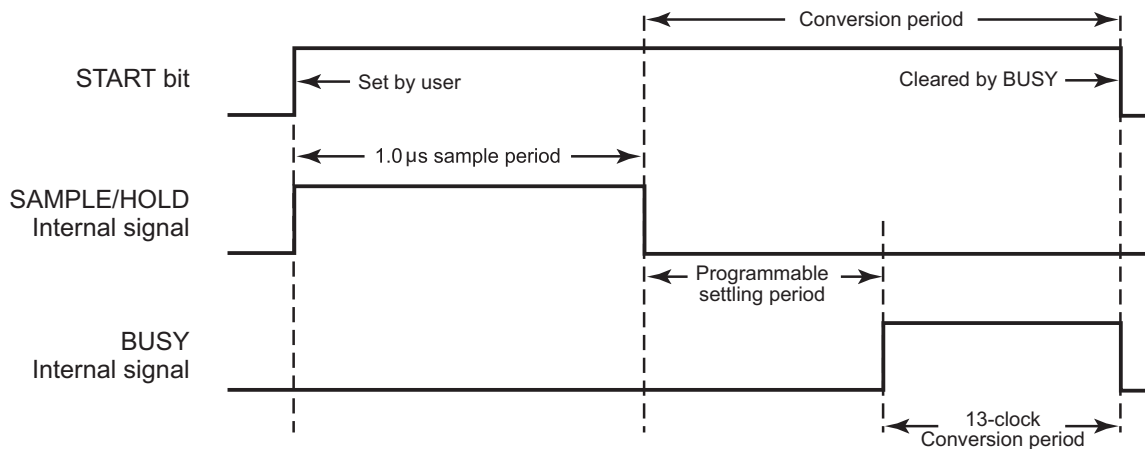 Conversion period
START bit
Set by user
Cleared by BUSY
1.0 µs sample period
SAMPLE/HOLD
Internal signal
Programmable
settling period
BUSY
Internal signal
13-clock
Conversion period